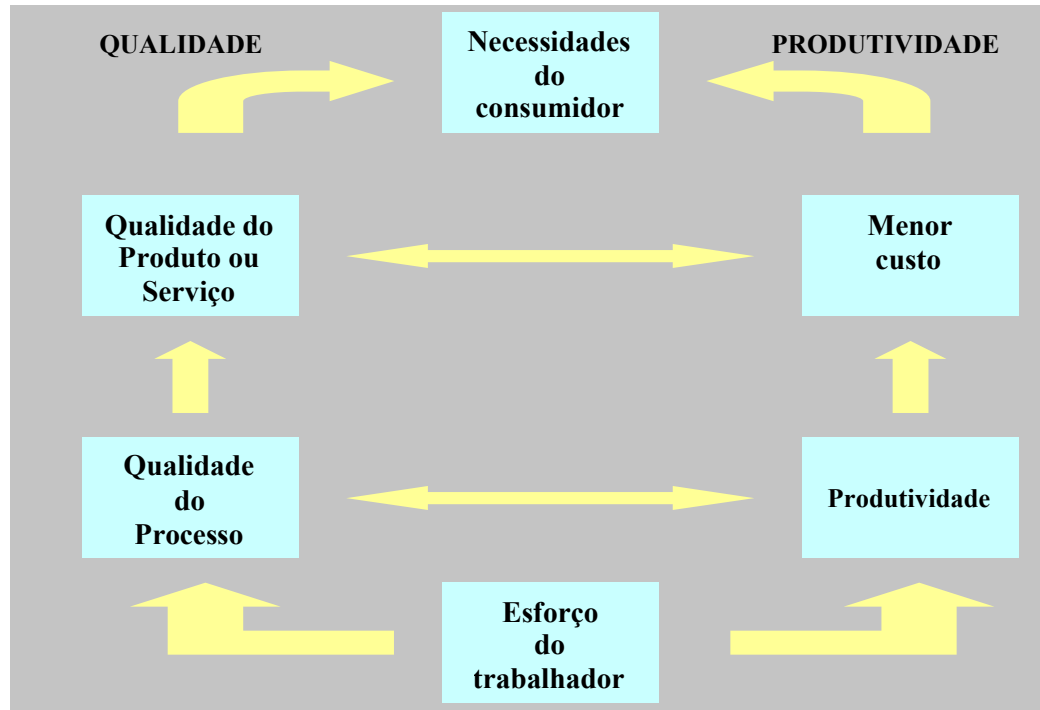 QUALIDADE
Necessidades
do
consumidor
PRODUTIVIDADE
Qualidade do
Produto ou
Serviço
Menor
custo
Qualidade
do
Processo
Produtividade
Esforço
do
trabalhador